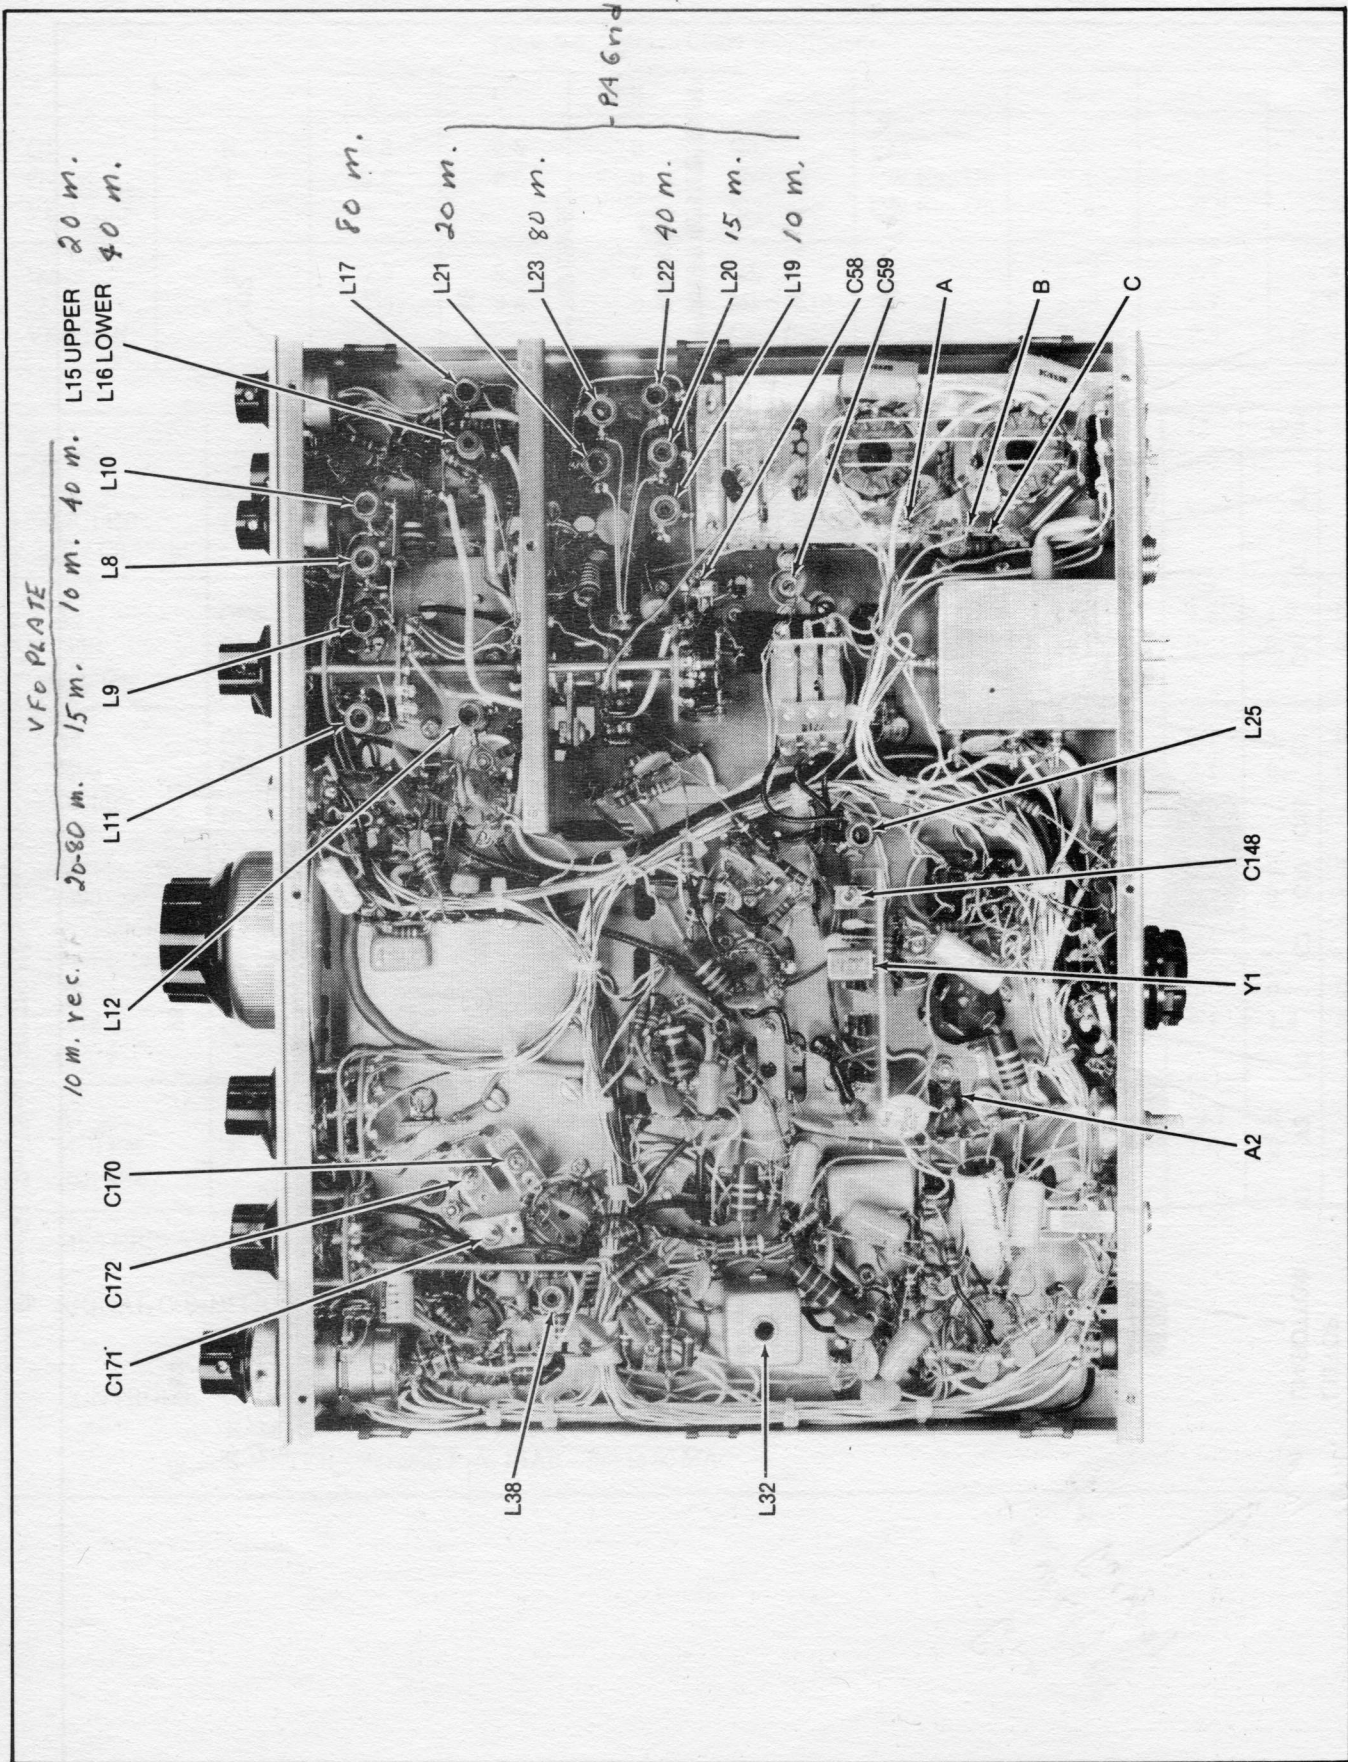 VFO PLATE
10 m. rec. 20-80 m. 15 m. 10 m. 40 m.
L15 UPPER 20 m.
L16 LOWER 40 m.
C171
C172
C170
L12
L11
L9
L8
L10
L17 80 m.
L21 20 m.
L23 80 m.
L22 40 m.
L20 15 m.
L19 10 m.
PA Grid
C58
C59
A
B
C
L38
L32
A2
Y1
C148
L25